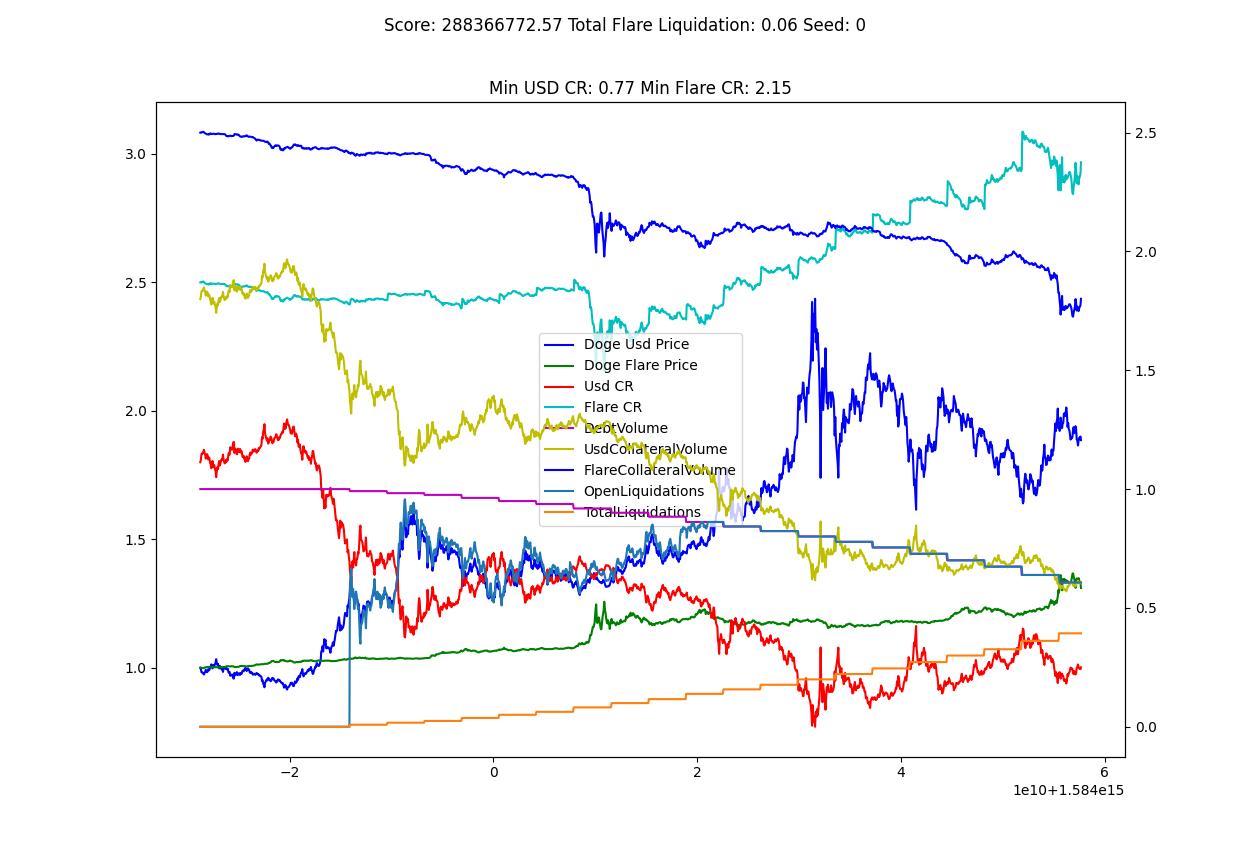 Score: 288366772.57 Total Flare Liquidation: 0.06 Seed: 0
Min USD CR: 0.77 Min Flare CR: 2.15
3.0
2.5
2.0
1.5
1.0
2.5
2.0
1.5
1.0
0.5
0.0
Doge Usd Price
Doge Flare Price
Usd CR
Flare CR
DebtVolume
UsdCollateralVolume
FlareCollateralVolume
OpenLiquidations
TotalLiquidations
−2
0
2
4
6
1e10+1.584e15